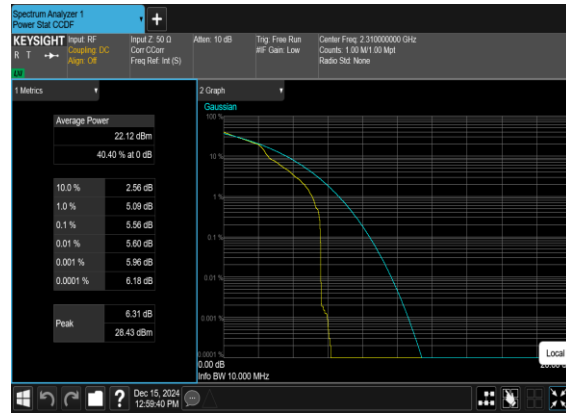 Spectrum Analyzer 1
Power Stat CCDF
KEYSIGHT
R T
LW
Input: RF
Coupling: DC
Align: Off
Input Z: 50 Ω
Corr CCorr
Freq Ref: Int (S)
Atten: 10 dB
Trig: Free Run
#IF Gain: Low
Center Freq: 2.310000000 GHz
Counts: 1.00 M/1.00 Mpt
Radio Std: None
1 Metrics
Average Power
22.12 dBm
40.40 % at 0 dB
10.0 % 2.56 dB
1.0 % 5.09 dB
0.1 % 5.56 dB
0.01 % 5.60 dB
0.001 % 5.96 dB
0.0001 % 6.18 dB
Peak
6.31 dB
28.43 dBm
2 Graph
Gaussian
100 %
10 %
1 %
0.1 %
0.01 %
0.001 %
0.0001 %
0.00 dB
Info BW 10.000 MHz
Local
?
Dec 15, 2024
12:59:40 PM